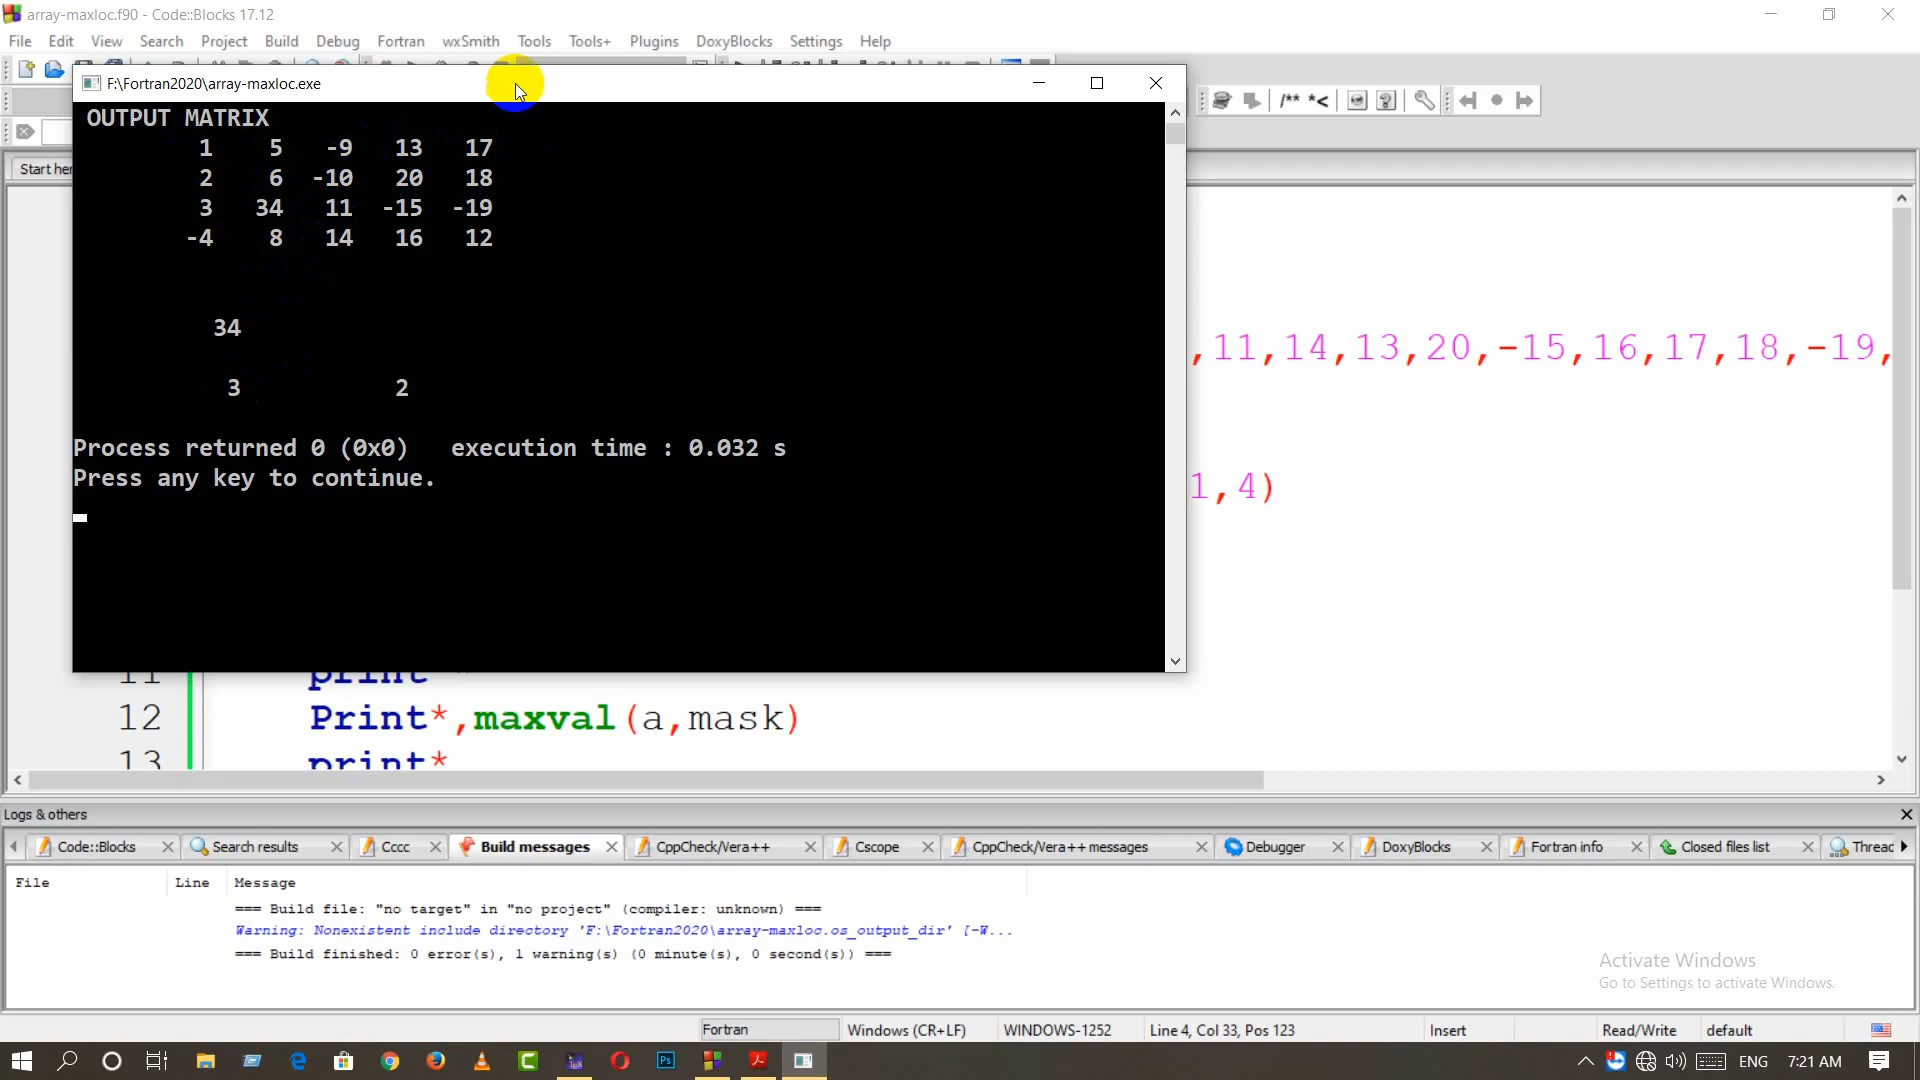 array-maxloc.f90 - Code::Blocks 17.12
File Edit View Search Project Build Debug Fortran wxSmith Tools Tools+ Plugins DoxyBlocks Settings Help
F:\Fortran2020\array-maxloc.exe
/** *<
Start her
OUTPUT MATRIX
1 5 -9 13 17
2 6 -10 20 18
3 34 11 -15 -19
-4 8 14 16 12
34
3 2
Process returned 0 (0x0) execution time : 0.032 s
Press any key to continue.
,11,14,13,20,-15,16,17,18,-19,
1,4)
11 print*
12 Print*,maxval(a,mask)
13 print*
Logs & others
Code::Blocks Search results Cccc Build messages CppCheck/Vera++ Cscope CppCheck/Vera++ messages Debugger DoxyBlocks Fortran info Closed files list Threac
File Line Message
=== Build file: "no target" in "no project" (compiler: unknown) ===
Warning: Nonexistent include directory 'F:\Fortran2020\array-maxloc.os_output_dir' [-W...
=== Build finished: 0 error(s), 1 warning(s) (0 minute(s), 0 second(s)) ===
Activate Windows
Go to Settings to activate Windows.
Fortran Windows (CR+LF) WINDOWS-1252 Line 4, Col 33, Pos 123 Insert Read/Write default
Ps
ENG 7:21 AM